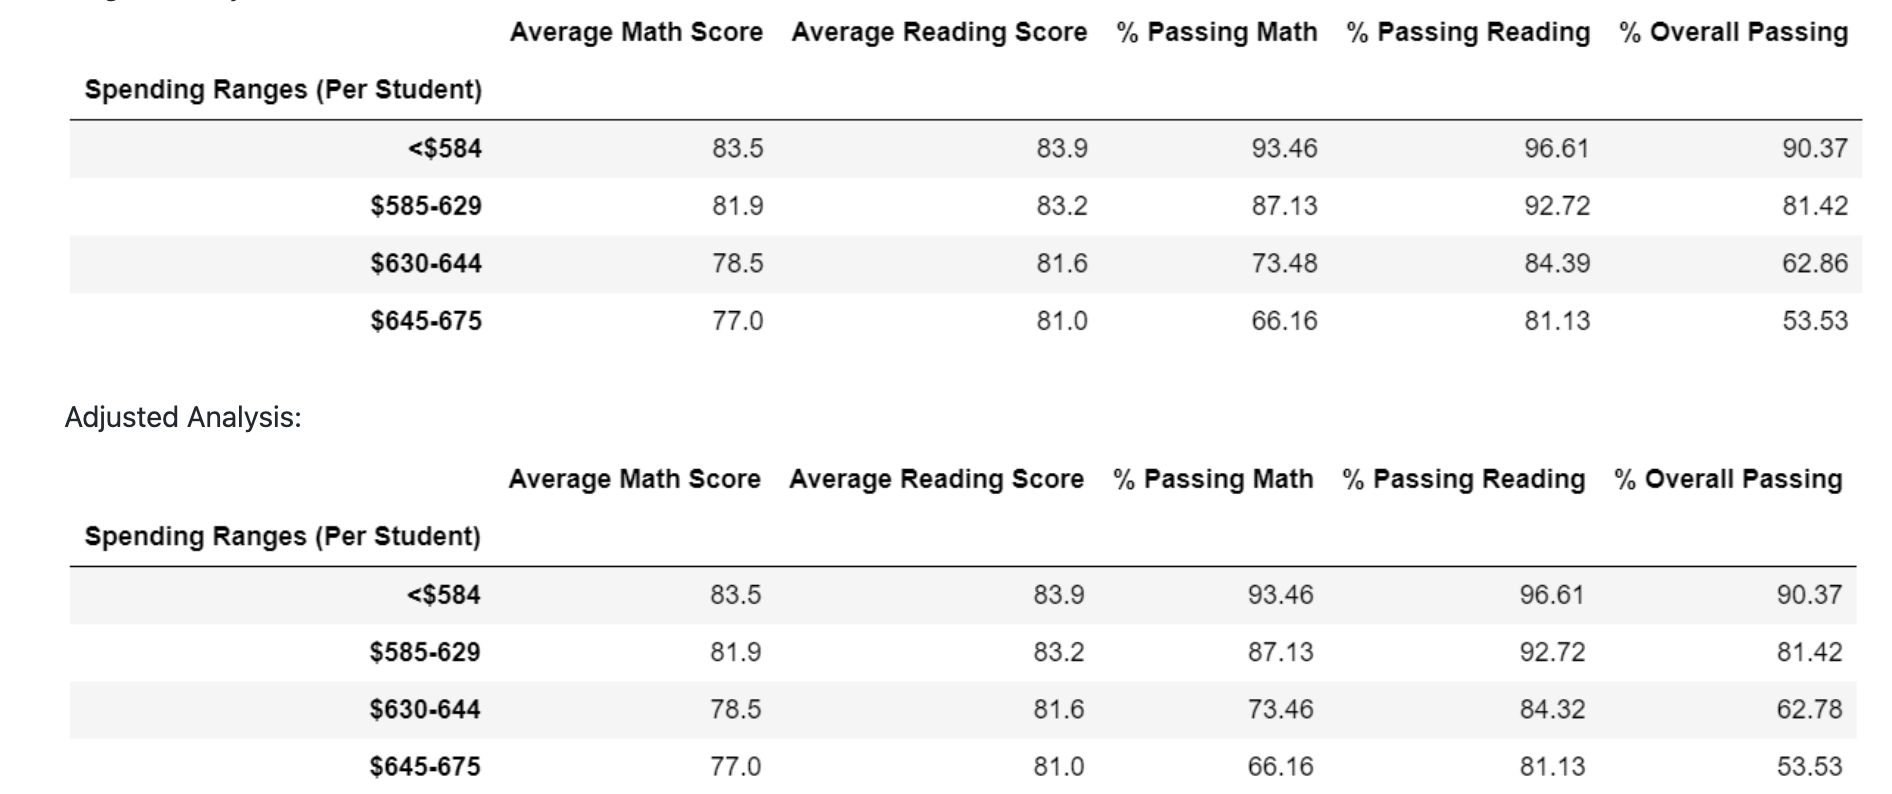 Average Math Score Average Reading Score % Passing Math % Passing Reading % Overall Passing
Spending Ranges (Per Student)
<$584 83.5 83.9 93.46 96.61 90.37
$585-629 81.9 83.2 87.13 92.72 81.42
$630-644 78.5 81.6 73.48 84.39 62.86
$645-675 77.0 81.0 66.16 81.13 53.53
Adjusted Analysis:
Average Math Score Average Reading Score % Passing Math % Passing Reading % Overall Passing
Spending Ranges (Per Student)
<$584 83.5 83.9 93.46 96.61 90.37
$585-629 81.9 83.2 87.13 92.72 81.42
$630-644 78.5 81.6 73.46 84.32 62.78
$645-675 77.0 81.0 66.16 81.13 53.53